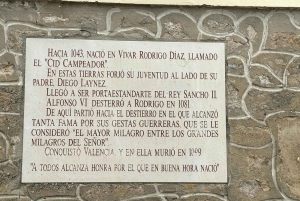 HACIA 1043, NACIÓ EN VIVAR RODRIGO DÍAZ, LLAMADO
EL "CID CAMPEADOR".
EN ESTAS TIERRAS FORJÓ SU JUVENTUD AL LADO DE SU
PADRE, DIEGO LAYNEZ
LLEGÓ A SER PORTAESTANDARTE DEL REY SANCHO II.
ALFONSO VI DESTERRÓ A RODRIGO EN 1081.
DE AQUÍ PARTIÓ HACIA EL DESTIERRO EN EL QUE ALCANZÓ
TANTA FAMA POR SUS GESTAS GUERRERAS, QUE SE LE
CONSIDERÓ "EL MAYOR MILAGRO ENTRE LOS GRANDES
MILAGROS DEL SEÑOR".
CONQUISTÓ VALENCIA, Y EN ELLA MURIÓ EN 1099
"A TODOS ALCANZA HONRA POR EL QUE EN BUENA HORA NACIÓ"